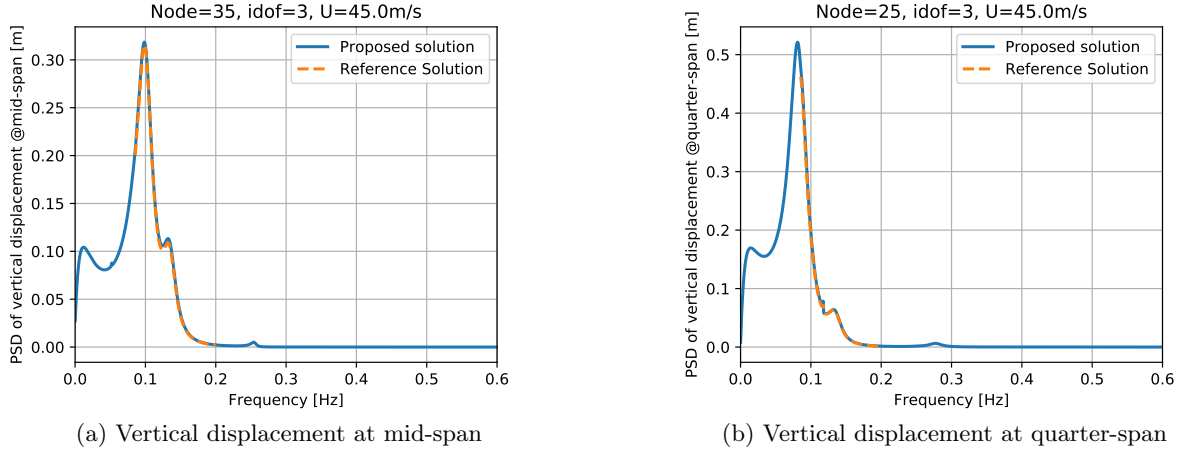 Node=35, idof=3, U=45.0m/s
PSD of vertical displacement @mid-span [m]
0.30
0.25
0.20
0.15
0.10
0.05
0.00
Proposed solution
Reference Solution
0.0 0.1 0.2 0.3 0.4 0.5 0.6
Frequency [Hz]
(a) Vertical displacement at mid-span
Node=25, idof=3, U=45.0m/s
PSD of vertical displacement @quarter-span [m]
0.5
0.4
0.3
0.2
0.1
0.0
Proposed solution
Reference Solution
0.0 0.1 0.2 0.3 0.4 0.5 0.6
Frequency [Hz]
(b) Vertical displacement at quarter-span